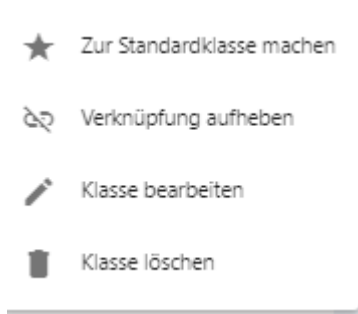 Zur Standardklasse machen
Verknüpfung aufheben
Klasse bearbeiten
Klasse löschen